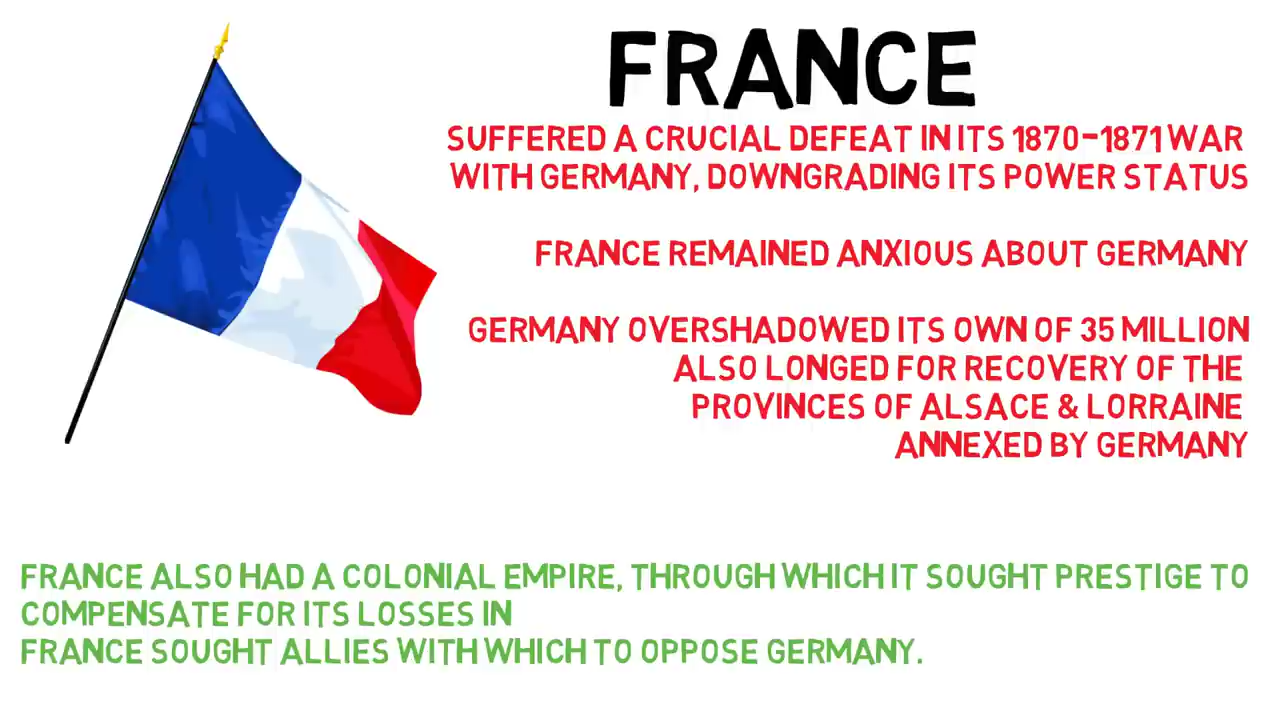 FRANCE
SUFFERED A CRUCIAL DEFEAT IN ITS 1870-1871 WAR
WITH GERMANY, DOWNGRADING ITS POWER STATUS
FRANCE REMAINED ANXIOUS ABOUT GERMANY
GERMANY OVERSHADOWED ITS OWN OF 35 MILLION
ALSO LONGED FOR RECOVERY OF THE
PROVINCES OF ALSACE & LORRAINE
ANNEXED BY GERMANY
FRANCE ALSO HAD A COLONIAL EMPIRE, THROUGH WHICH IT SOUGHT PRESTIGE TO
COMPENSATE FOR ITS LOSSES IN
FRANCE SOUGHT ALLIES WITH WHICH TO OPPOSE GERMANY.